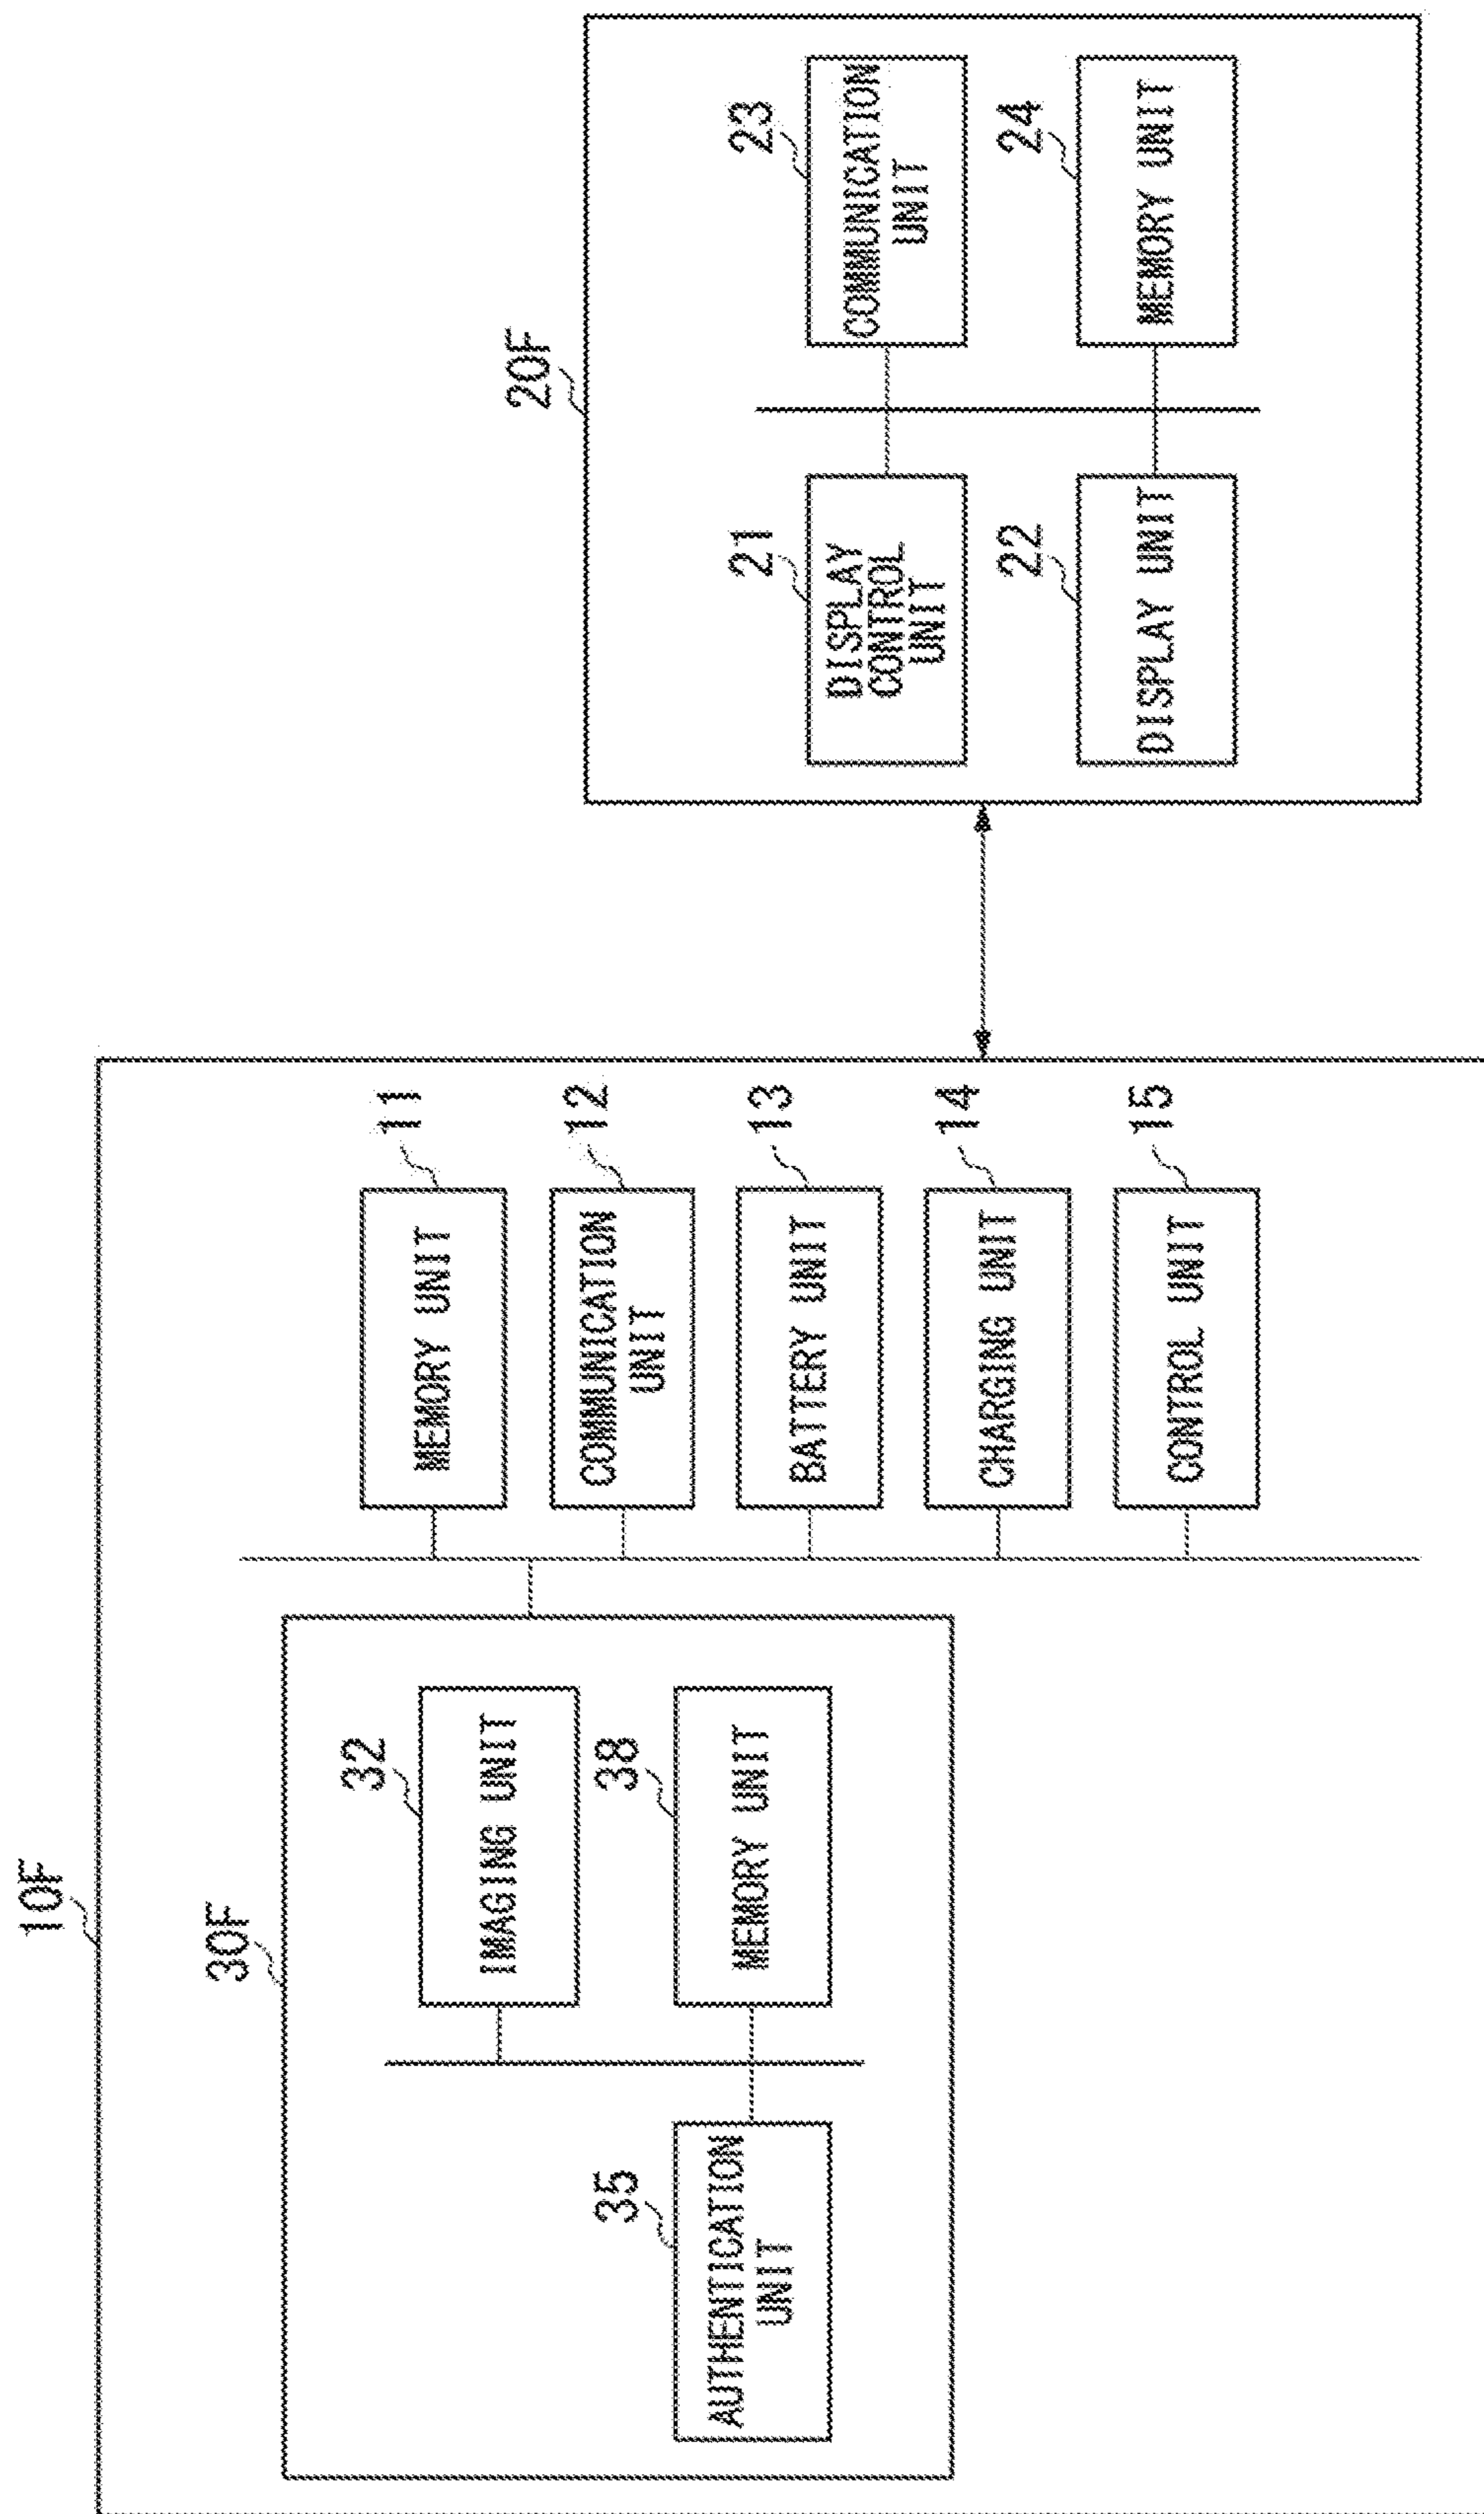 10F
30F
35
AUTHENTICATION
UNIT
32
IMAGING UNIT
38
MEMORY UNIT
MEMORY UNIT
11
COMMUNICATION
UNIT
12
BATTERY UNIT
13
CHARGING UNIT
14
CONTROL UNIT
15
20F
21
DISPLAY
CONTROL
UNIT
22
DISPLAY UNIT
23
COMMUNICATION
UNIT
24
MEMORY UNIT